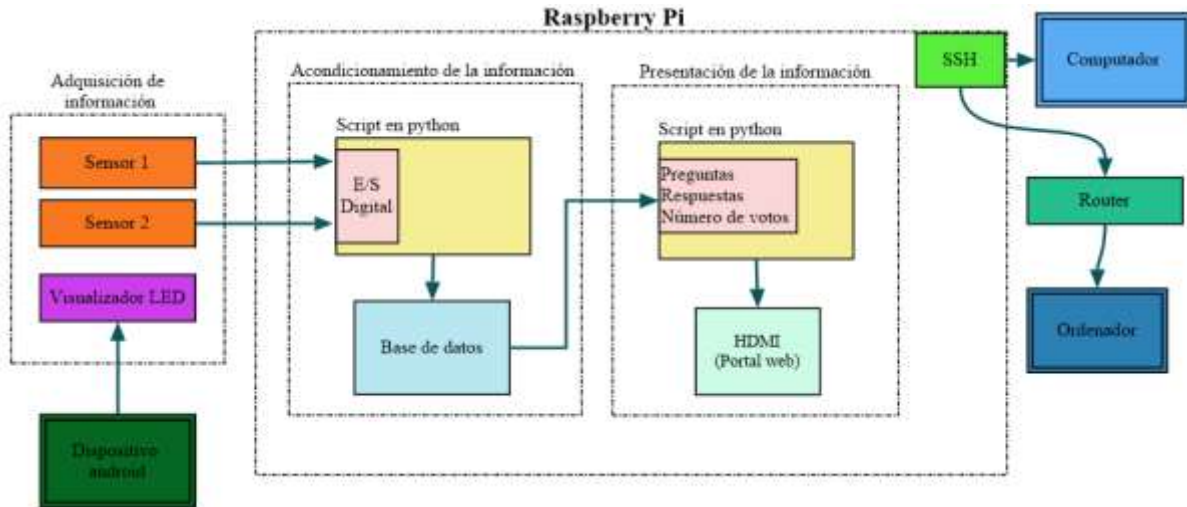 Raspberry Pi
Adquisición de
información
Sensor 1
Sensor 2
Visualizador LED
Dispositivo
android
Acondicionamiento de la información
Script en python
E/S
Digital
Base de datos
Presentación de la información
Script en python
Preguntas
Respuestas
Número de votos
HDMI
(Portal web)
SSH
Computador
Router
Ordenador